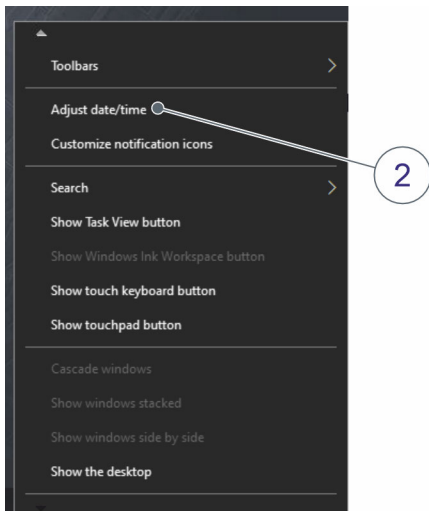 Toolbars
Adjust date/time
2
Customize notification icons
Search
Show Task View button
Show Windows Ink Workspace button
Show touch keyboard button
Show touchpad button
Cascade windows
Show windows stacked
Show windows side by side
Show the desktop